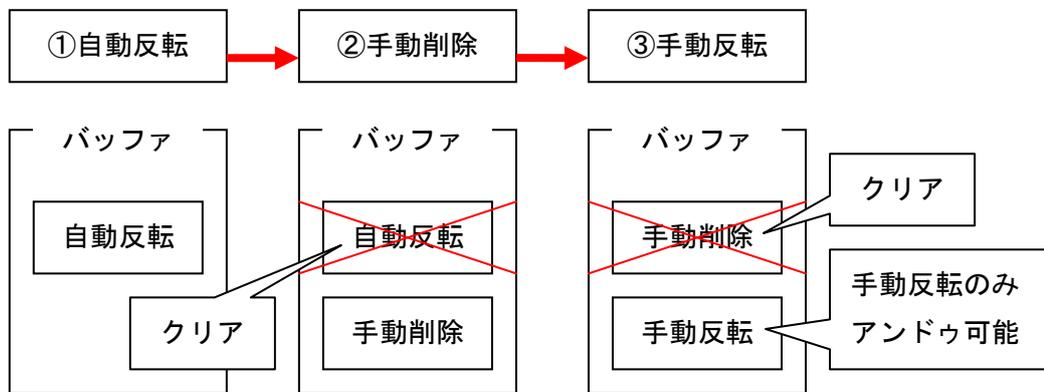 ①自動反転
②手動削除
③手動反転
バッファ
バッファ
バッファ
自動反転
自動反転
手動削除
クリア
クリア
手動削除
手動反転
手動反転のみ
アンドゥ可能